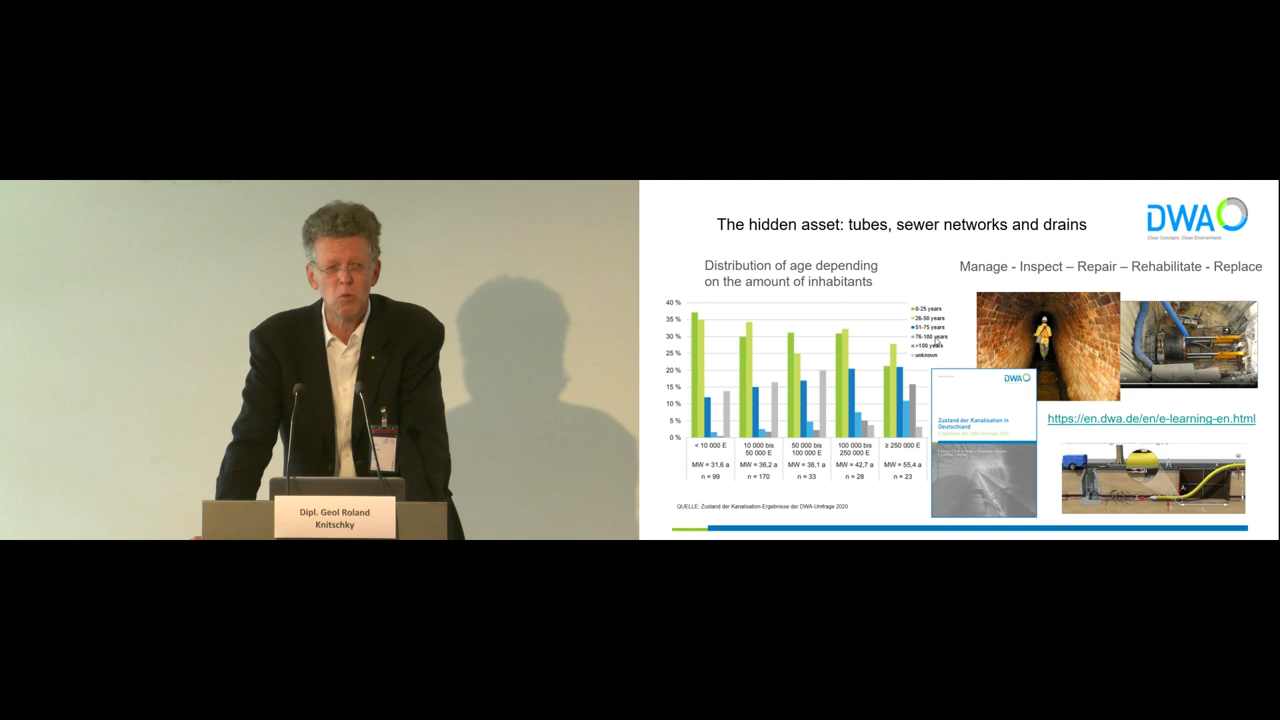 Dipl. Geol Roland
Knitschky
The hidden asset: tubes, sewer networks and drains
DWA
Clear Concepts. Clean Environment.
Distribution of age depending
on the amount of inhabitants
Manage - Inspect – Repair – Rehabilitate - Replace
40 %
35 %
30 %
25 %
20 %
15 %
10 %
5 %
0 %
0-25 years
26-50 years
51-75 years
76-100 years
>100 years
unknown
< 10 000 E
MW = 31,6 a
n = 99
10 000 bis
50 000 E
MW = 36,2 a
n = 170
50 000 bis
100 000 E
MW = 38,1 a
n = 33
100 000 bis
250 000 E
MW = 42,7 a
n = 28
≥ 250 000 E
MW = 55,4 a
n = 23
DWA
Zustand der Kanalisation in
Deutschland
https://en.dwa.de/en/e-learning-en.html
QUELLE: Zustand der Kanalisation-Ergebnisse der DWA-Umfrage 2020